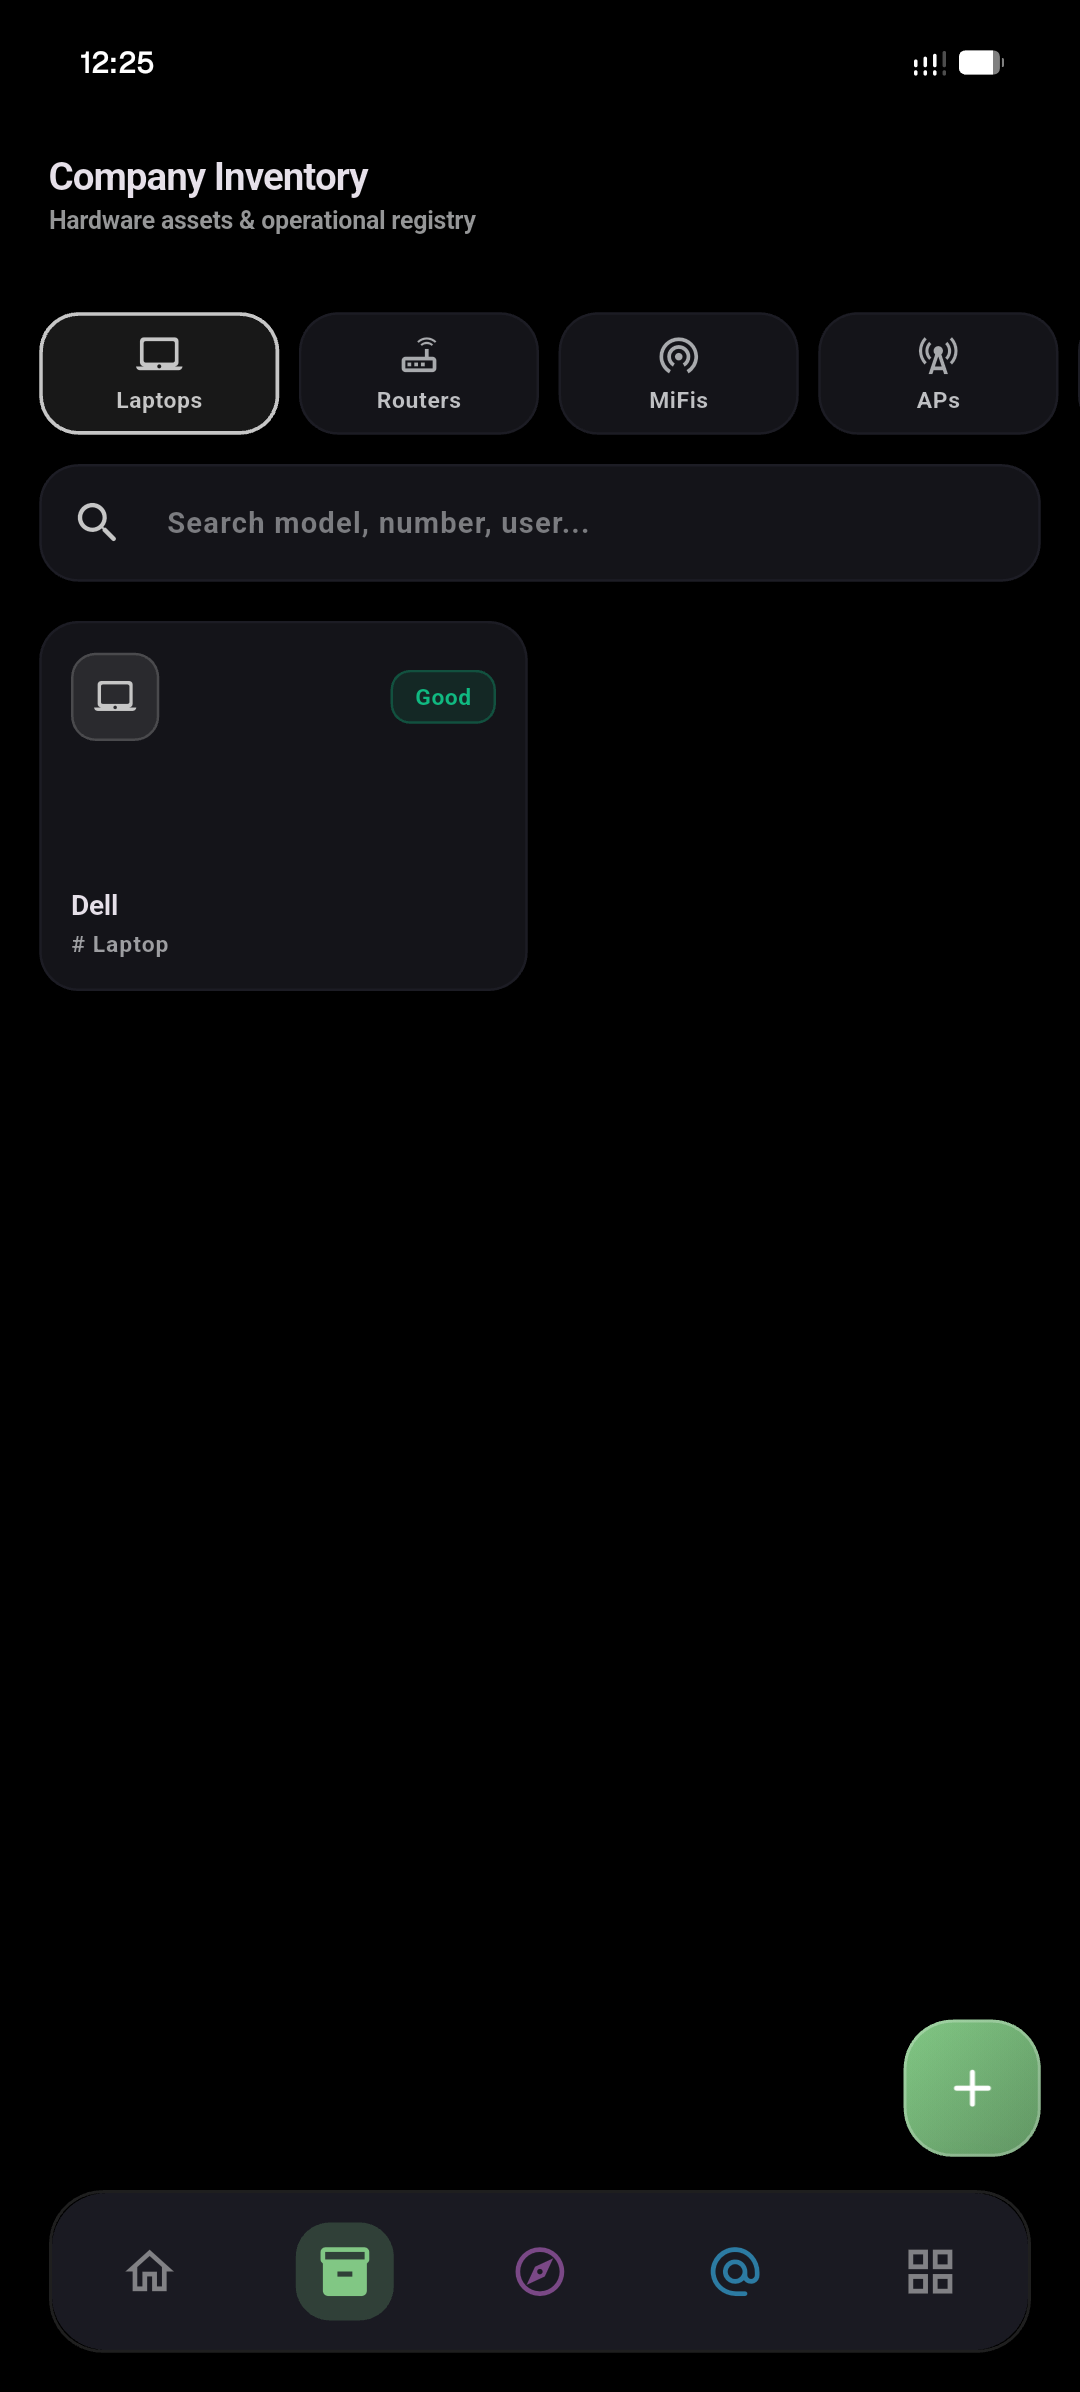 12:25
Company Inventory
Hardware assets & operational registry
Laptops
Routers
MiFis
APs
Search model, number, user...
Good
Dell
# Laptop